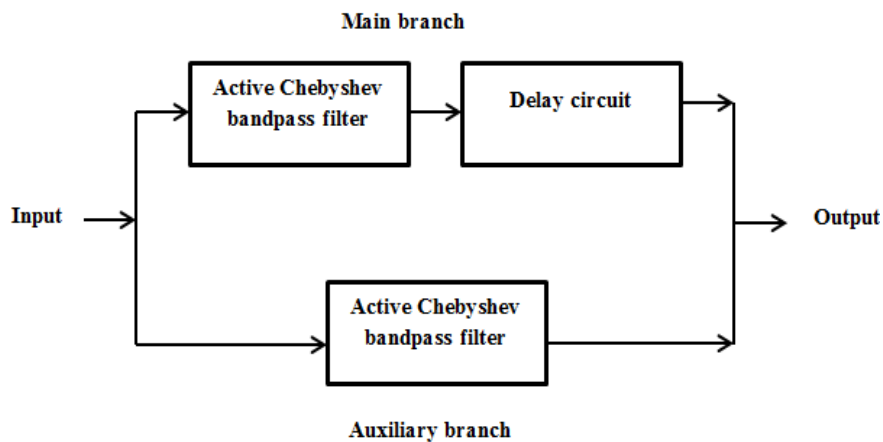 Main branch
Active Chebyshev
bandpass filter
Delay circuit
Input
Output
Active Chebyshev
bandpass filter
Auxiliary branch